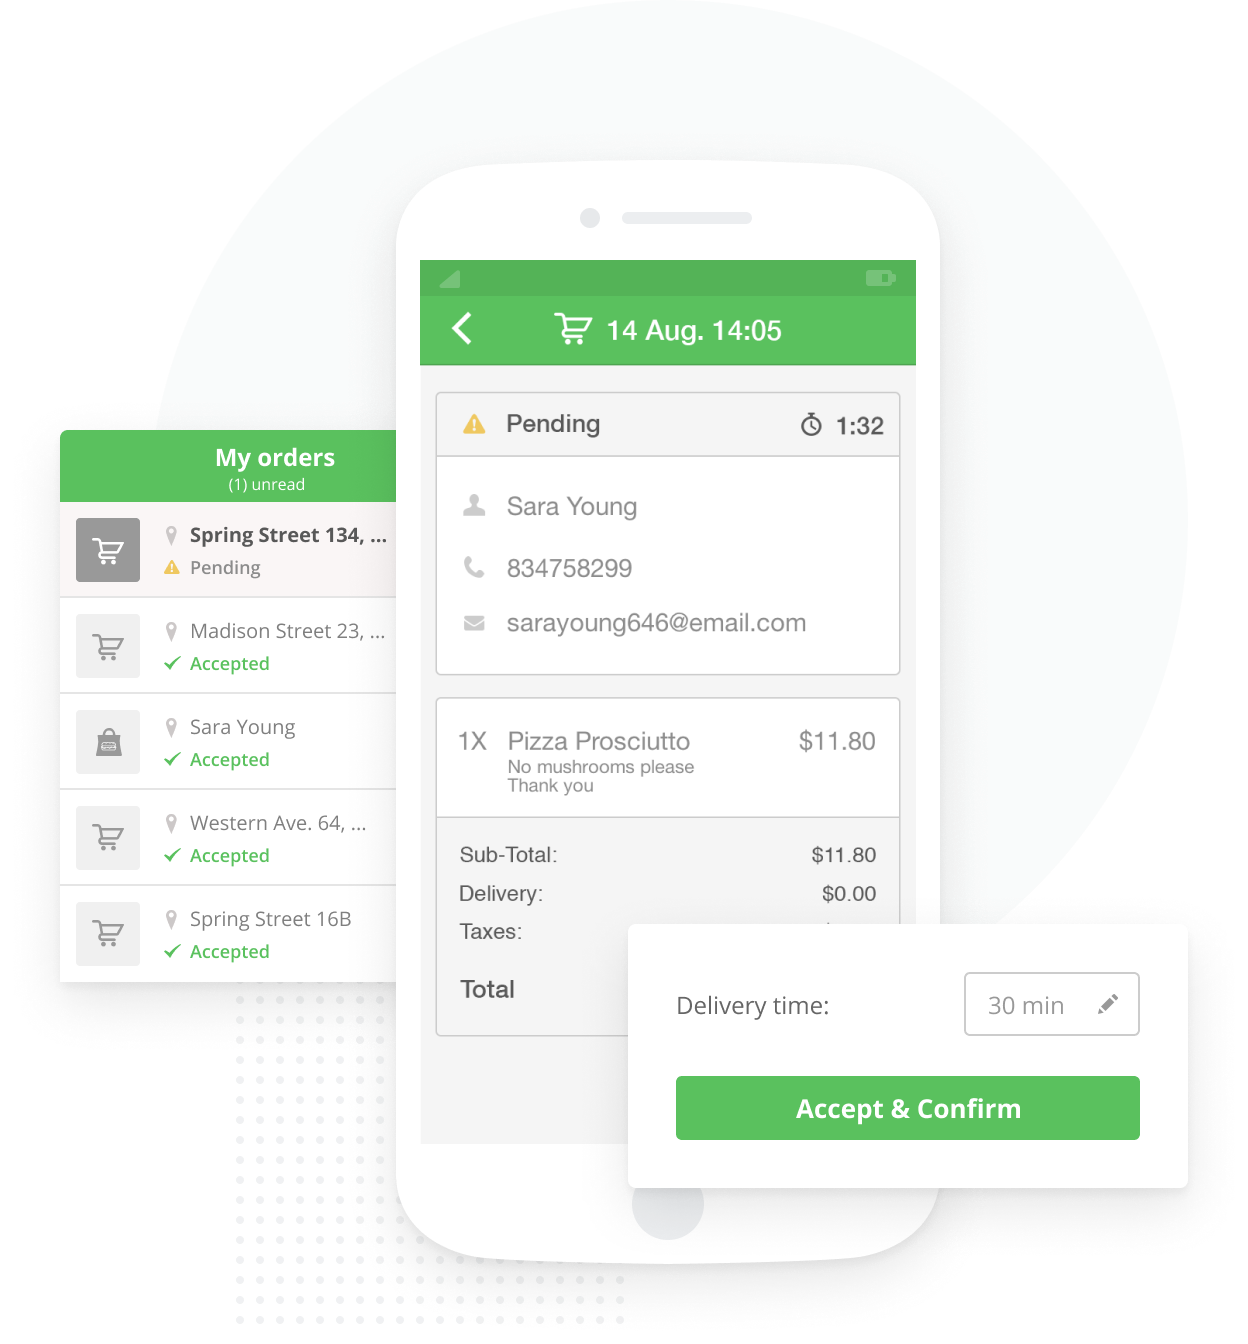 My orders
(1) unread
Spring Street 134, ...
Pending
Madison Street 23, ...
Accepted
Sara Young
Accepted
Western Ave. 64, ...
Accepted
Spring Street 16B
Accepted
14 Aug. 14:05
Pending 1:32
Sara Young
834758299
sarayoung646@email.com
1X Pizza Prosciutto $11.80
No mushrooms please
Thank you
Sub-Total: $11.80
Delivery: $0.00
Taxes:
Total
Delivery time: 30 min
Accept & Confirm